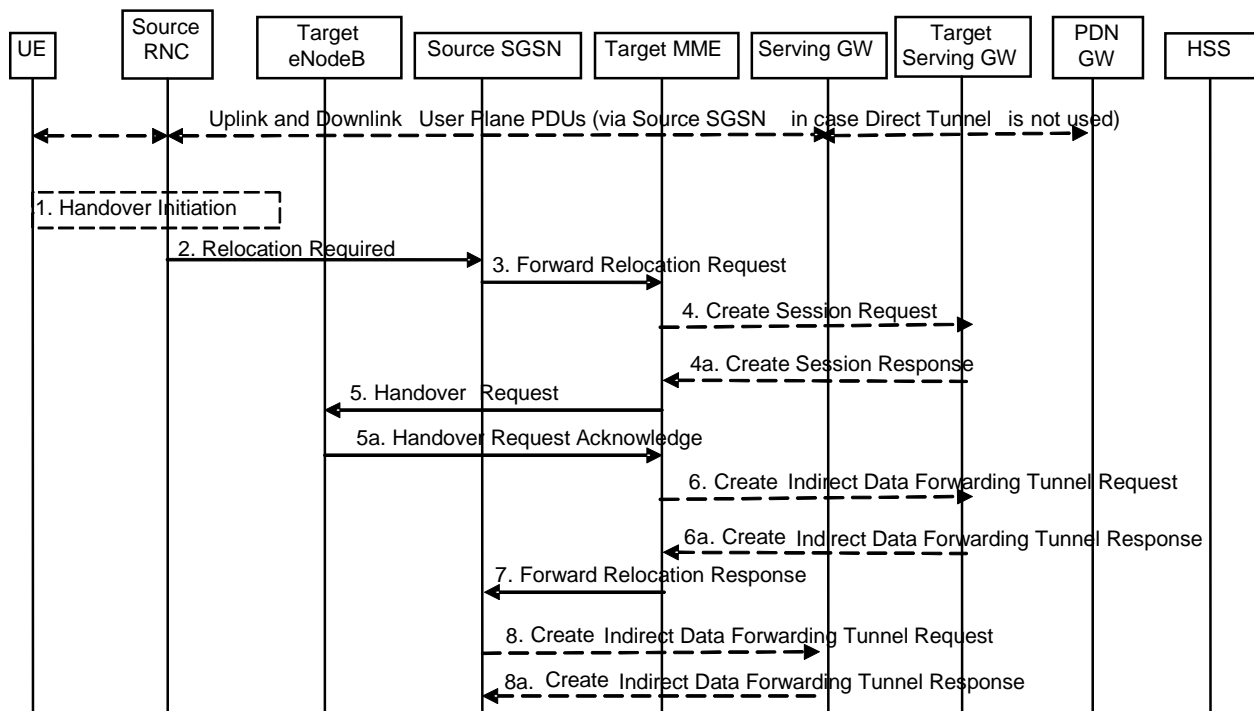 UE
Source
RNC
Target
eNodeB
Source SGSN
Target MME
Serving GW
Target
Serving GW
PDN
GW
HSS
Uplink and Downlink User Plane PDUs (via Source SGSN in case Direct Tunnel is not used)
1. Handover Initiation
2. Relocation Required
3. Forward Relocation Request
4. Create Session Request
4a. Create Session Response
5. Handover Request
5a. Handover Request Acknowledge
6. Create Indirect Data Forwarding Tunnel Request
6a. Create Indirect Data Forwarding Tunnel Response
7. Forward Relocation Response
8. Create Indirect Data Forwarding Tunnel Request
8a. Create Indirect Data Forwarding Tunnel Response